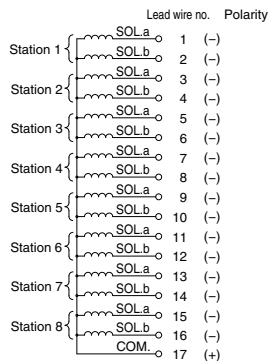 Lead wire no. Polarity
Station 1 SOL.a 1 (−)
SOL.b 2 (−)
Station 2 SOL.a 3 (−)
SOL.b 4 (−)
Station 3 SOL.a 5 (−)
SOL.b 6 (−)
Station 4 SOL.a 7 (−)
SOL.b 8 (−)
Station 5 SOL.a 9 (−)
SOL.b 10 (−)
Station 6 SOL.a 11 (−)
SOL.b 12 (−)
Station 7 SOL.a 13 (−)
SOL.b 14 (−)
Station 8 SOL.a 15 (−)
SOL.b 16 (−)
COM. 17 (+)